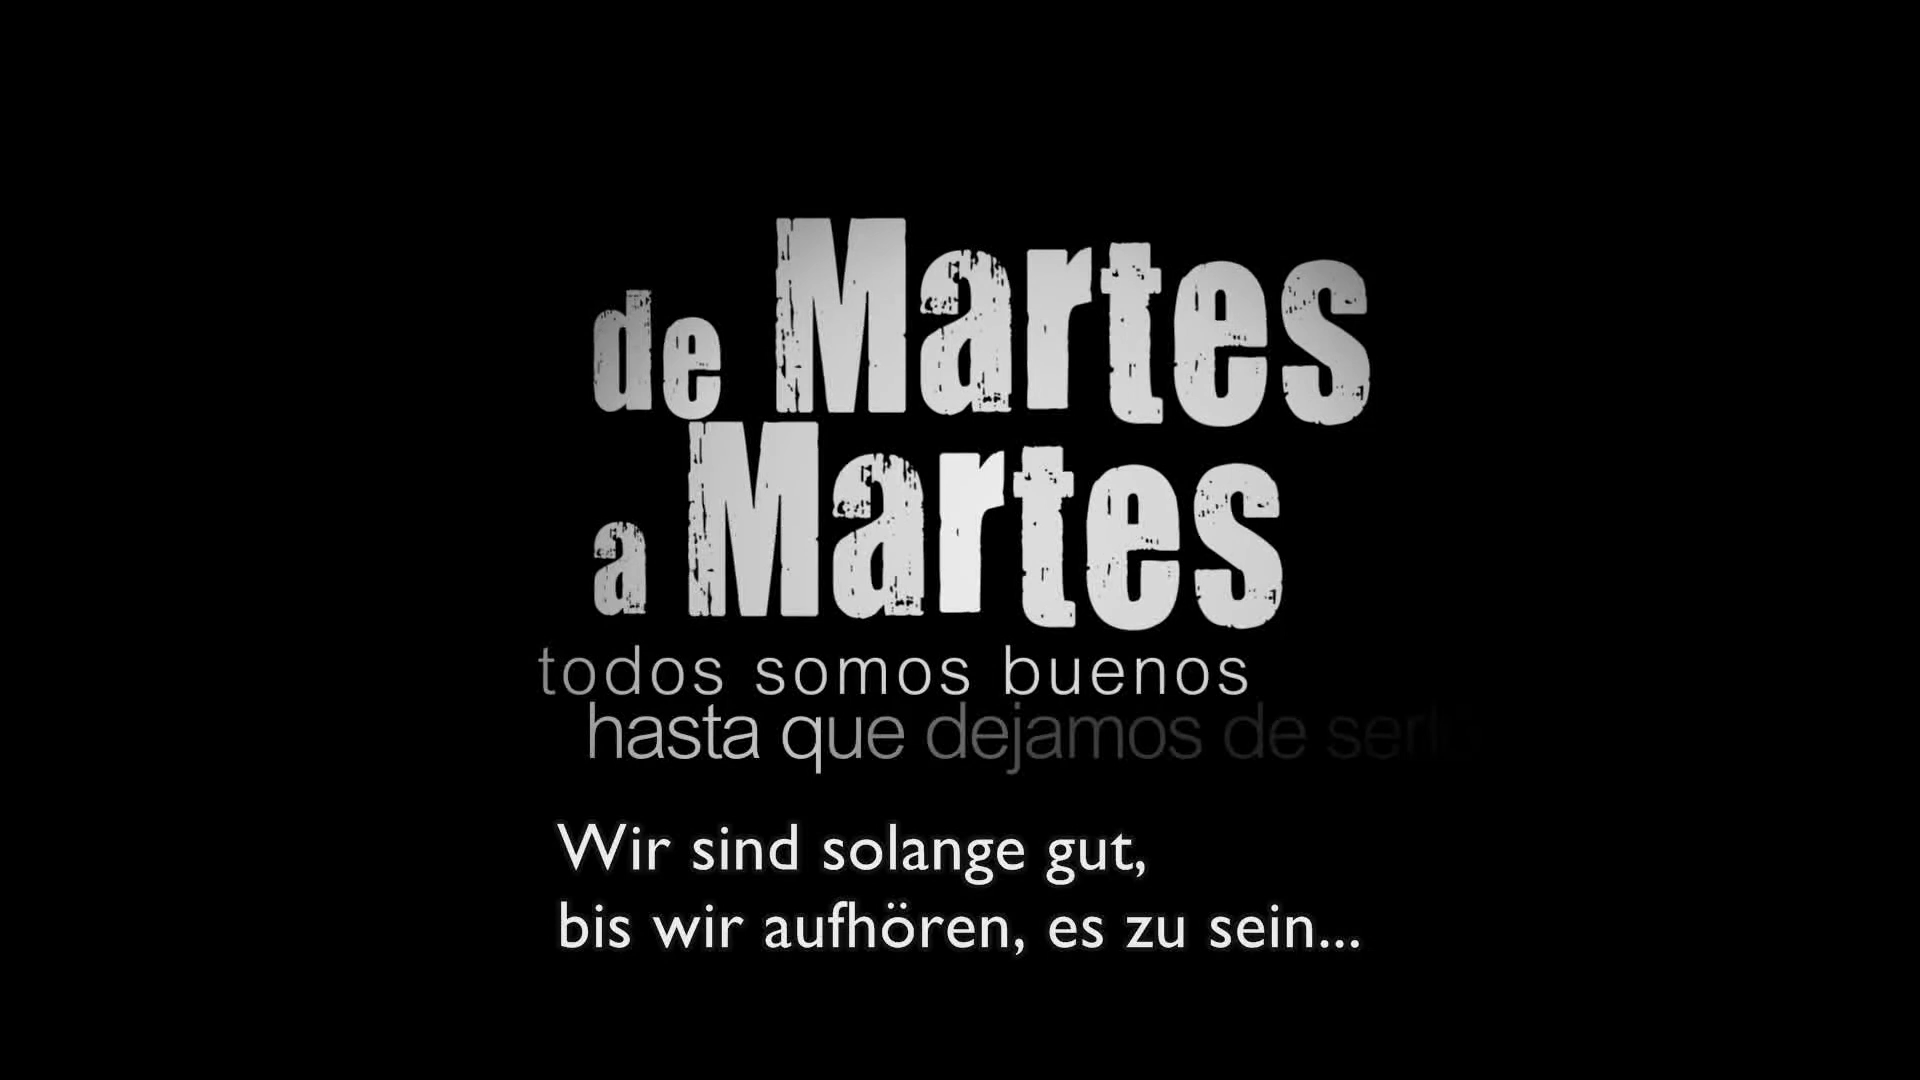 de Martes
a Martes
todos somos buenos
hasta que dejamos de serlo
Wir sind solange gut,
bis wir aufhören, es zu sein...